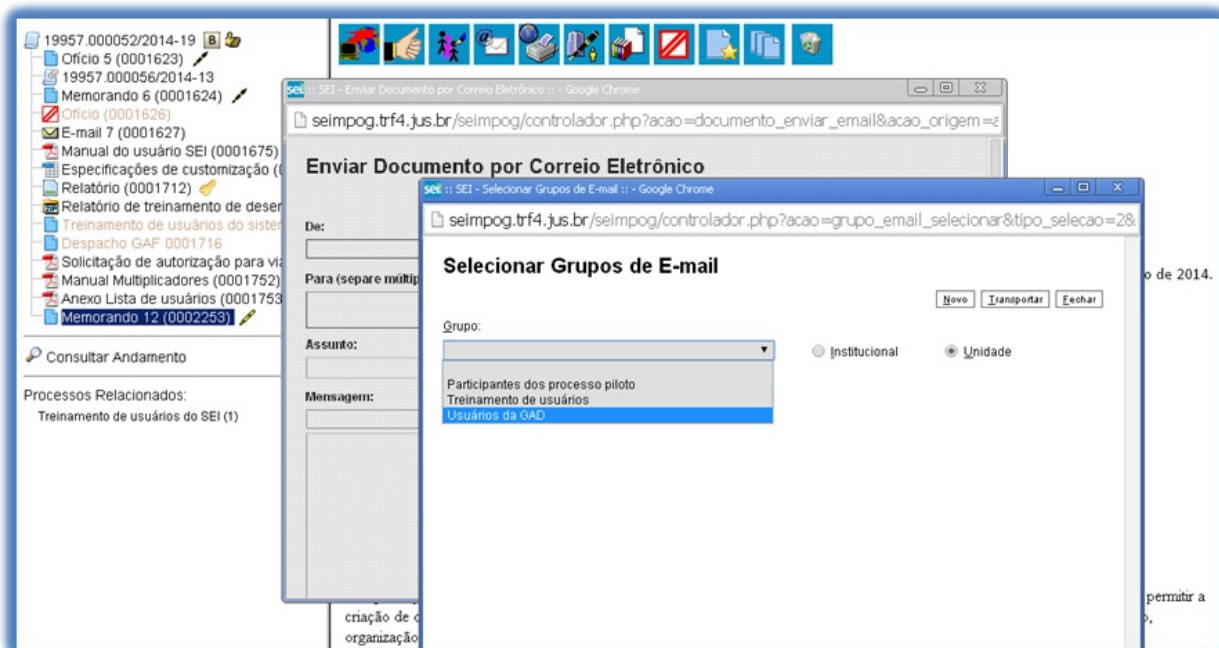 19957.000052/2014-19 B
Ofício 5 (0001623)
19957.000056/2014-13
Memorando 6 (0001624)
Ofício (0001626)
E-mail 7 (0001627)
Manual do usuário SEI (0001675)
Especificações de customização (
Relatório (0001712)
Relatório de treinamento de deser
Treinamento de usuários do sister
Despacho GAF 0001716
Solicitação de autorização para via
Manual Multiplicadores (0001752)
Anexo Lista de usuários (0001753
Memorando 12 (0002253)
Consultar Andamento
Processos Relacionados:
Treinamento de usuários do SEI (1)
sei :: SEI - Enviar Documento por Correio Eletrônico :: - Google Chrome
seimpog.trf4.jus.br/seimpog/controlador.php?acao=documento_enviar_email&acao_origem=a
Enviar Documento por Correio Eletrônico
De:
Para (separe múltip
Assunto:
Mensagem:
sei :: SEI - Selecionar Grupos de E-mail :: - Google Chrome
seimpog.trf4.jus.br/seimpog/controlador.php?acao=grupo_email_selecionar&tipo_selecao=2&
Selecionar Grupos de E-mail
Novo Transportar Fechar
Grupo:
Institucional Unidade
Participantes dos processo piloto
Treinamento de usuários
Usuários da GAD
o de 2014.
permitir a
criação de
organização